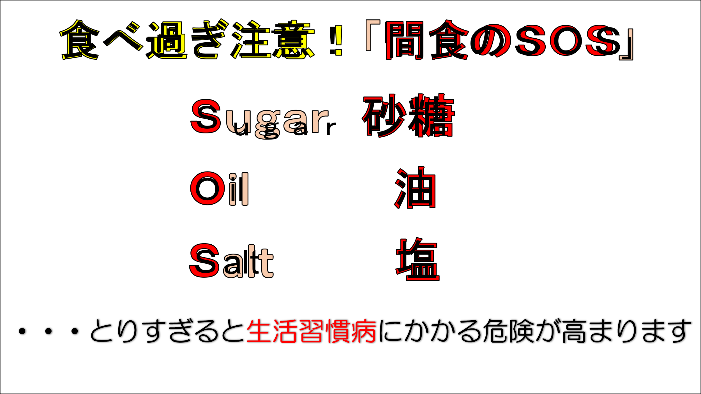 食べ過ぎ注意！「間食のＳＯＳ」
Sugar 砂糖
Oil 油
Salt 塩
・・・とりすぎると生活習慣病にかかる危険が高まります